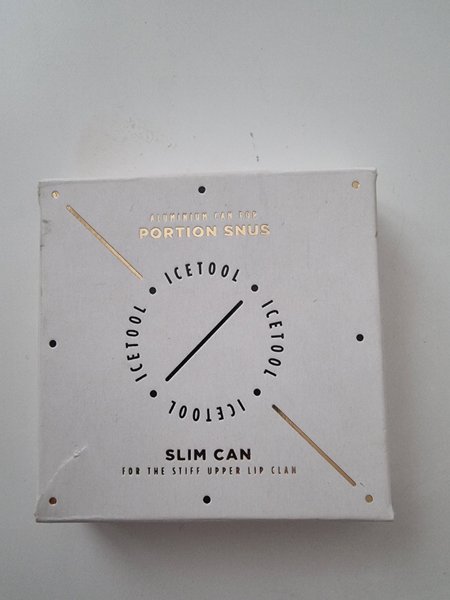 ALUMINIUM CAN FOR
PORTION SNUS
ICETOOL
ICETOOL
ICETOOL
ICETOOL
SLIM CAN
FOR THE STIFF UPPER LIP CLAN